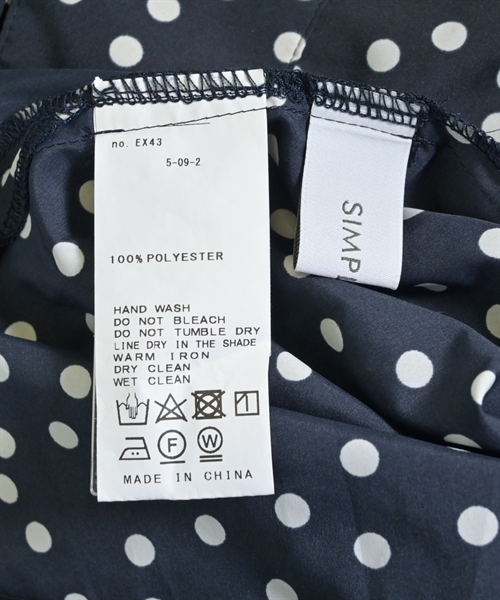 no. EX43
5-09-2
100% POLYESTER
HAND WASH
DO NOT BLEACH
DO NOT TUMBLE DRY
LINE DRY IN THE SHADE
WARM IRON
DRY CLEAN
WET CLEAN
F W
MADE IN CHINA
SIMP